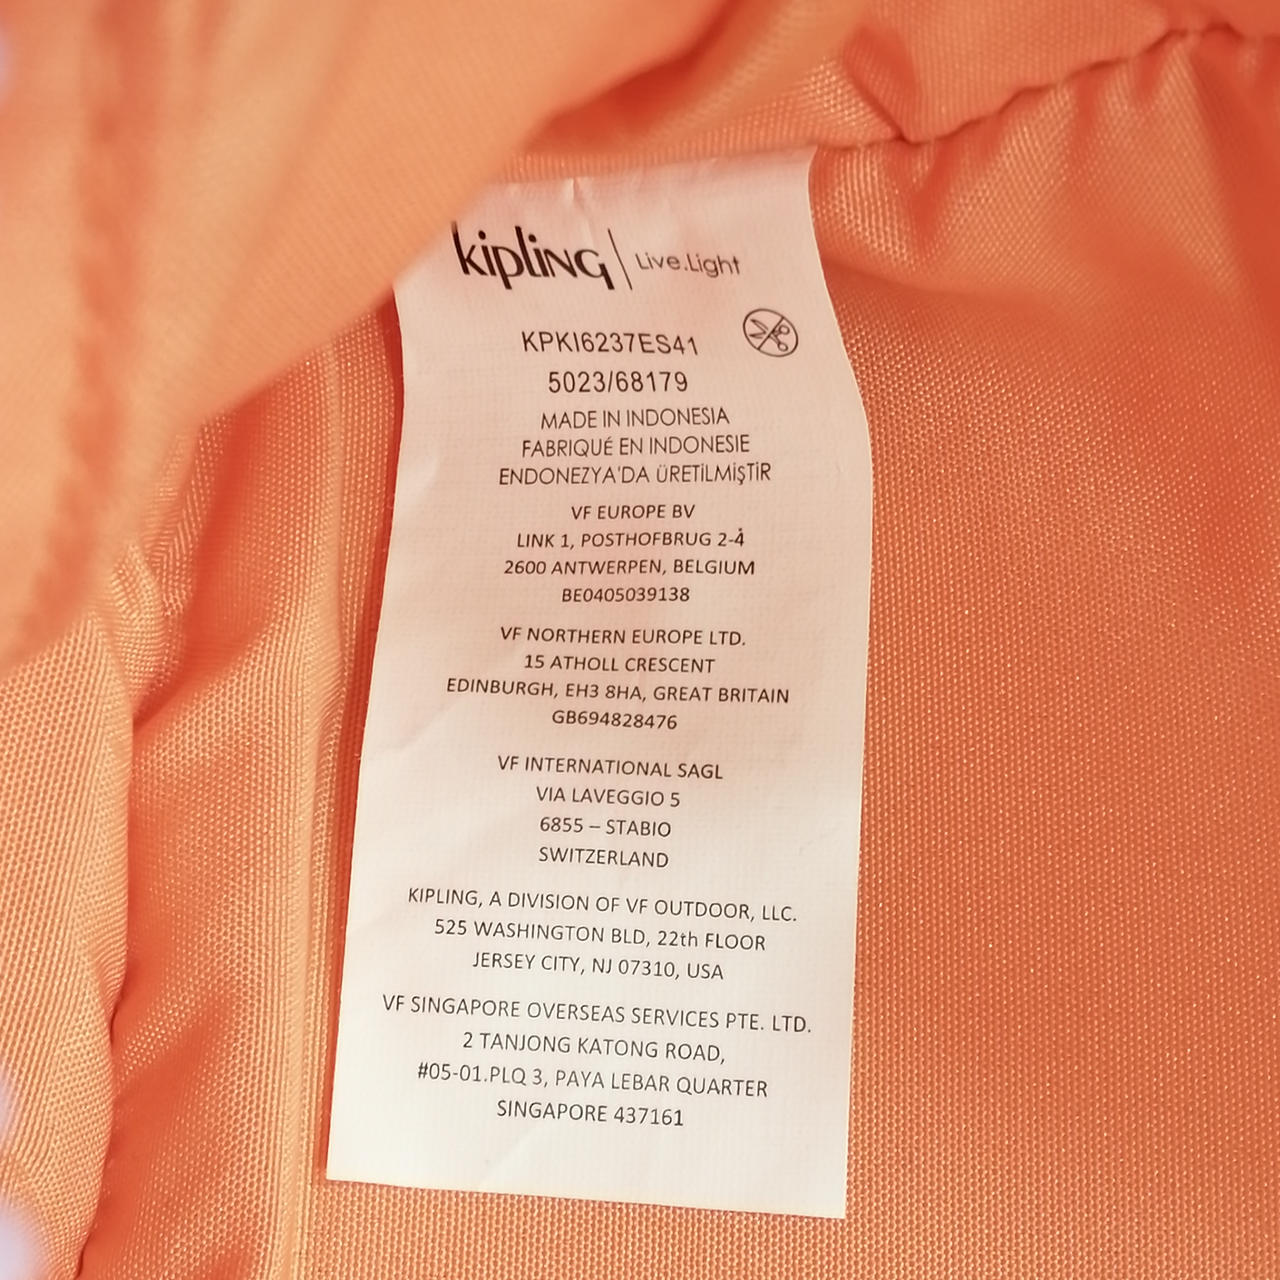 kipling | Live.Light
KPKI6237ES41
5023/68179
MADE IN INDONESIA
FABRIQUÉ EN INDONESIE
ENDONEZYA'DA ÜRETİLMİŞTİR
VF EUROPE BV
LINK 1, POSTHOFBRUG 2-4
2600 ANTWERPEN, BELGIUM
BE0405039138
VF NORTHERN EUROPE LTD.
15 ATHOLL CRESCENT
EDINBURGH, EH3 8HA, GREAT BRITAIN
GB694828476
VF INTERNATIONAL SAGL
VIA LAVEGGIO 5
6855 – STABIO
SWITZERLAND
KIPLING, A DIVISION OF VF OUTDOOR, LLC.
525 WASHINGTON BLD, 22th FLOOR
JERSEY CITY, NJ 07310, USA
VF SINGAPORE OVERSEAS SERVICES PTE. LTD.
2 TANJONG KATONG ROAD,
#05-01.PLQ 3, PAYA LEBAR QUARTER
SINGAPORE 437161